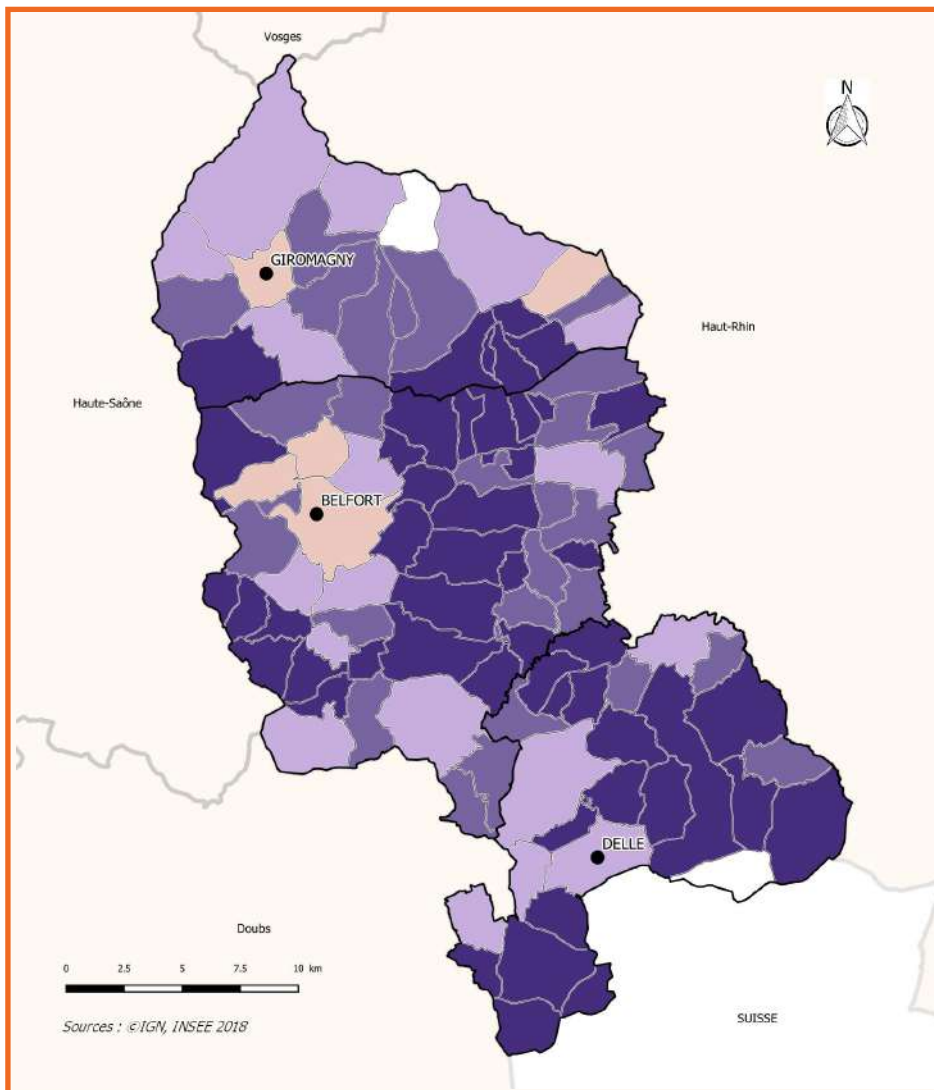 Vosges
N
GIROMAGNY
Haut-Rhin
Haute-Saône
BELFORT
DELLE
Doubs
0 2.5 5 7.5 10 km
Sources : ©IGN, INSEE 2018
SUISSE